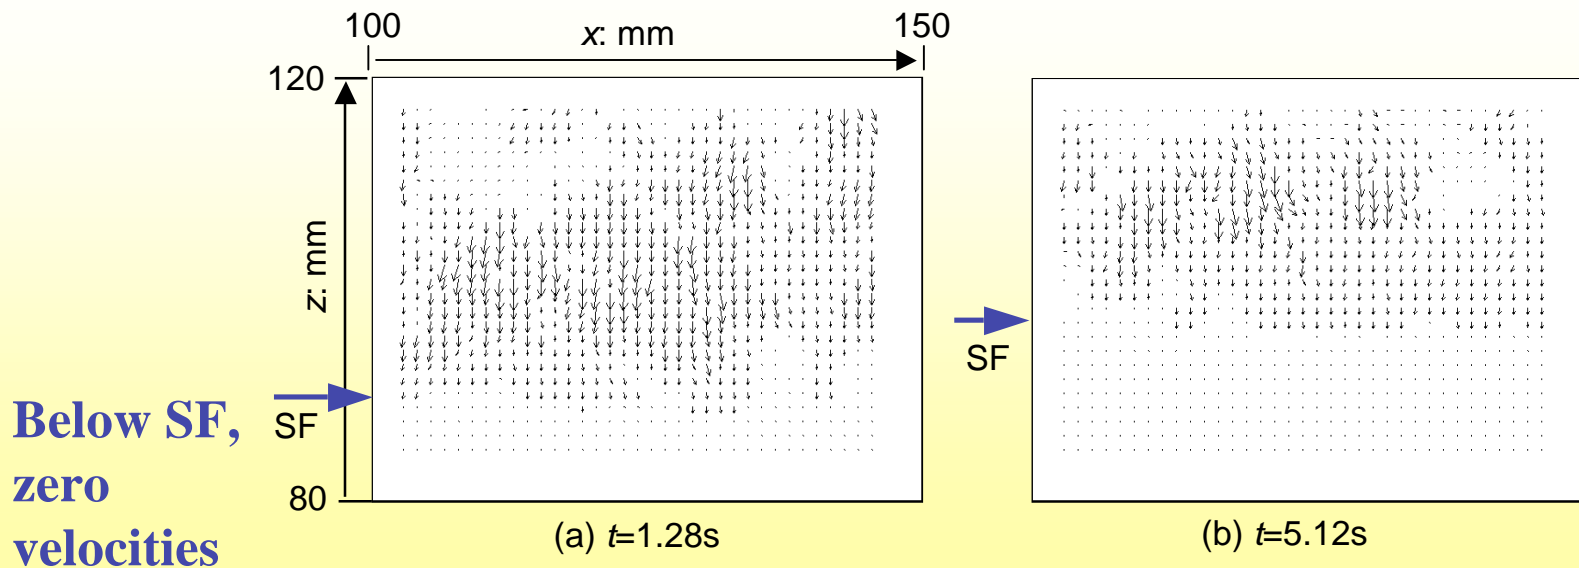 100
150
x: mm
120
z: mm
SF
SF
Below SF,
zero
velocities
80
(a) t=1.28s
(b) t=5.12s